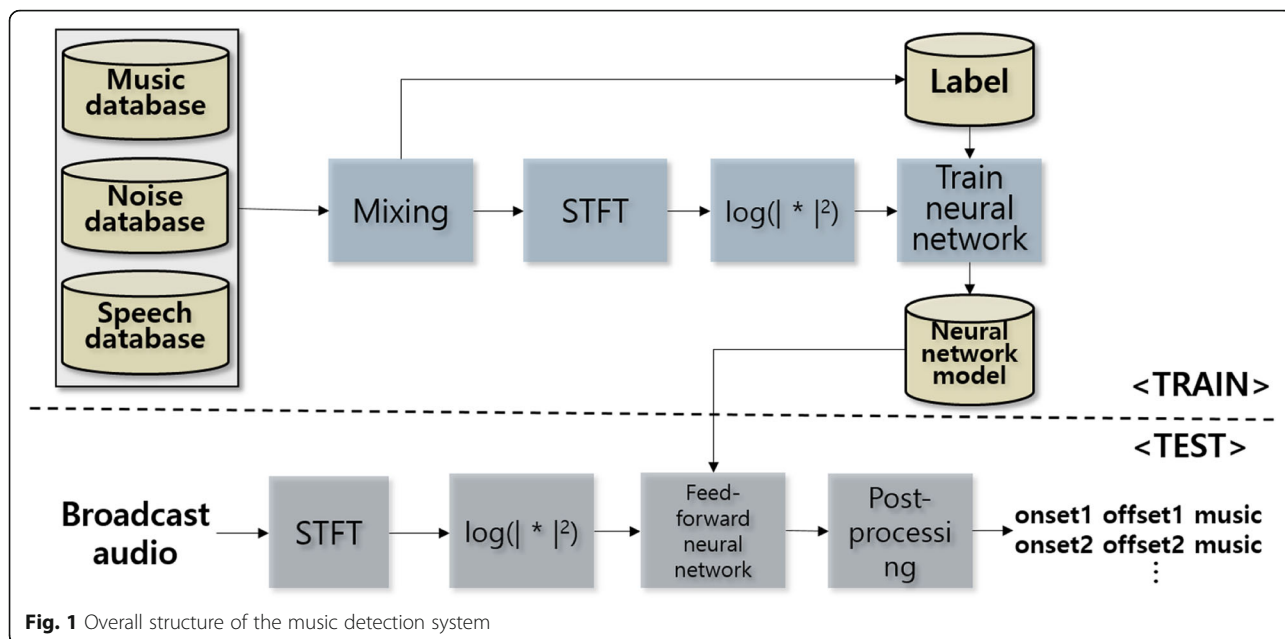 Music
database
Noise
database
Speech
database
Mixing
STFT
log(| * |²)
Label
Train
neural
network
Neural
network
model
<TRAIN>
<TEST>
Broadcast
audio
STFT
log(| * |²)
Feed-
forward
neural
network
Post-
processi
ng
onset1 offset1 music
onset2 offset2 music
⋮
Fig. 1 Overall structure of the music detection system